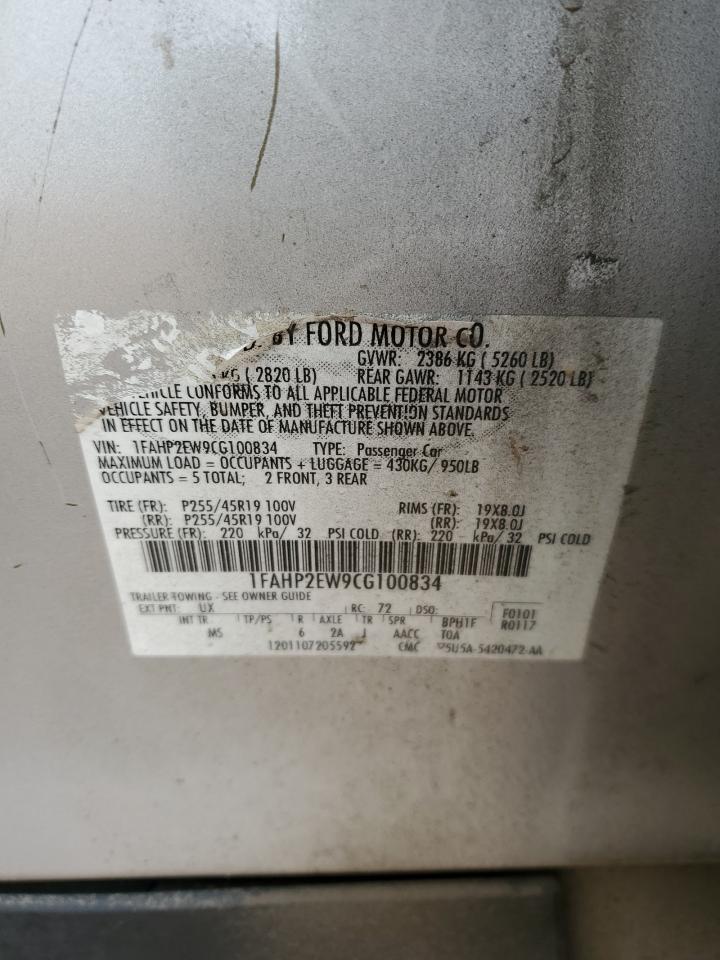 BY FORD MOTOR CO.
GVWR: 2386 KG ( 5260 LB)
KG ( 2820 LB) REAR GAWR: 1143 KG ( 2520 LB)
VEHICLE CONFORMS TO ALL APPLICABLE FEDERAL MOTOR
VEHICLE SAFETY, BUMPER, AND THEFT PREVENTION STANDARDS
IN EFFECT ON THE DATE OF MANUFACTURE SHOWN ABOVE.
VIN: 1FAHP2EW9CG100834 TYPE: Passenger Car
MAXIMUM LOAD = OCCUPANTS + LUGGAGE = 430KG/ 950LB
OCCUPANTS = 5 TOTAL; 2 FRONT, 3 REAR
TIRE (FR): P255/45R19 100V RIMS (FR): 19X8.0J
(RR): P255/45R19 100V (RR): 19X8.0J
PRESSURE (FR): 220 kPa/ 32 PSI COLD (RR): 220 kPa/ 32 PSI COLD
1FAHP2EW9CG100834
TRAILER TOWING - SEE OWNER GUIDE
EXT PNT: UX RC: 72 DSO: F0101
INT TR TP/PS R AXLE TR SPR BPH1F R0117
MS 6 2A J AACC TOA
1201107205592 CMC 5U5A-5420472-AA